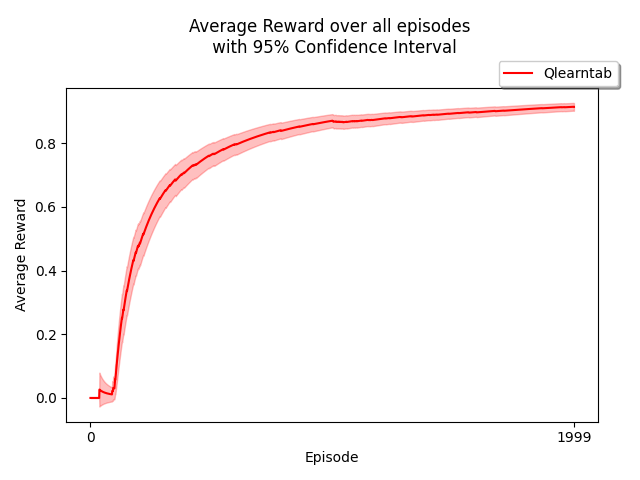 Average Reward over all episodes
with 95% Confidence Interval
Qlearntab
0.8
0.6
0.4
0.2
0.0
Average Reward
0
1999
Episode